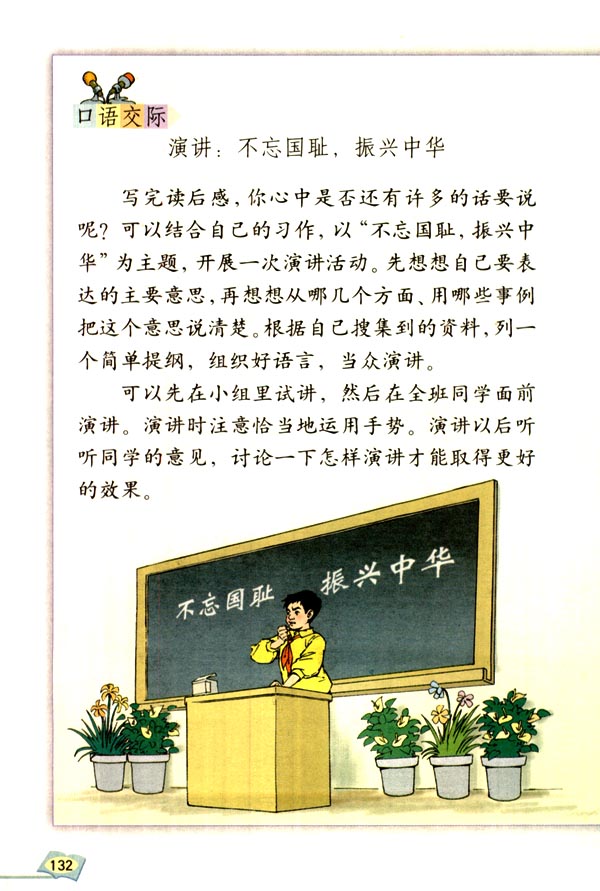 口语交际
演讲：不忘国耻，振兴中华
写完读后感，你心中是否还有许多的话要说
呢？可以结合自己的习作，以“不忘国耻，振兴中
华”为主题，开展一次演讲活动。先想想自己要表
达的主要意思，再想想从哪几个方面、用哪些事例
把这个意思说清楚。根据自己搜集到的资料，列一
个简单提纲，组织好语言，当众演讲。
可以先在小组里试讲，然后在全班同学面前
演讲。演讲时注意恰当地运用手势。演讲以后听
听同学的意见，讨论一下怎样演讲才能取得更好
的效果。
不忘国耻 振兴中华
132